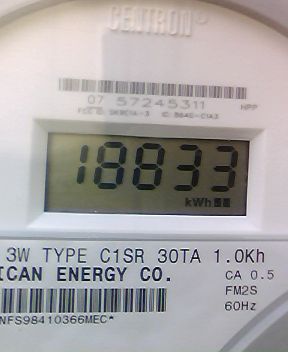 CENTRON®
07 57245311 HPP
18833
kWh
3W TYPE C1SR 30TA 1.0Kh
ICAN ENERGY CO.
CA 0.5
FM2S
60Hz
NFS98410366MEC*